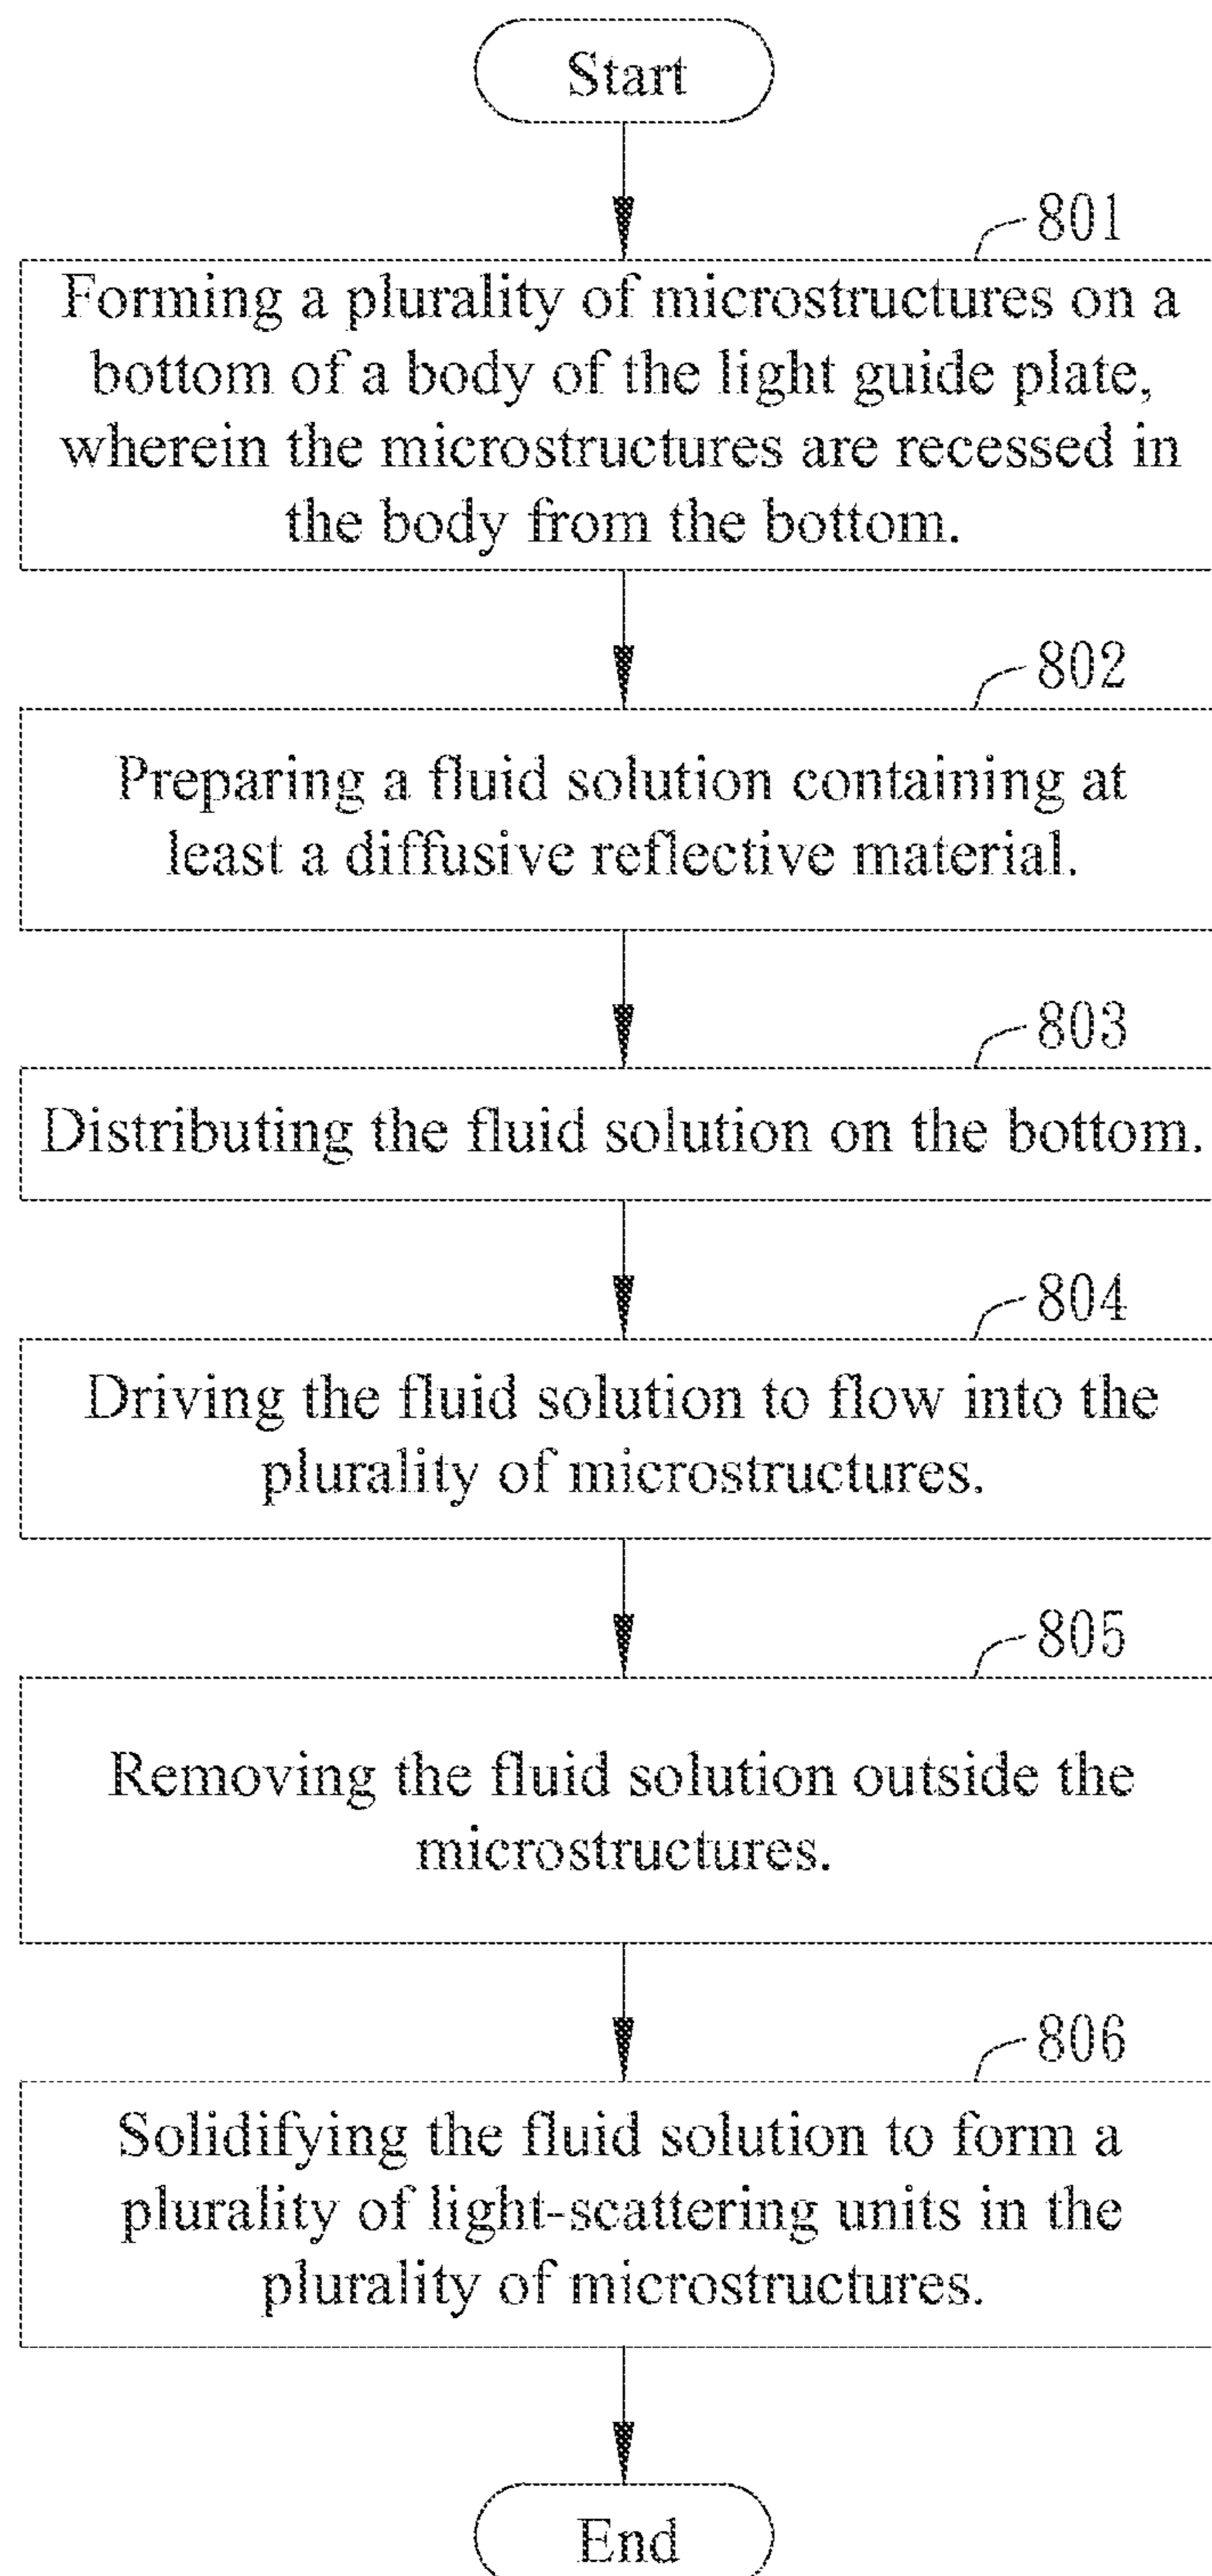 Start
801
Forming a plurality of microstructures on a
bottom of a body of the light guide plate,
wherein the microstructures are recessed in
the body from the bottom.
802
Preparing a fluid solution containing at
least a diffusive reflective material.
803
Distributing the fluid solution on the bottom.
804
Driving the fluid solution to flow into the
plurality of microstructures.
805
Removing the fluid solution outside the
microstructures.
806
Solidifying the fluid solution to form a
plurality of light-scattering units in the
plurality of microstructures.
End